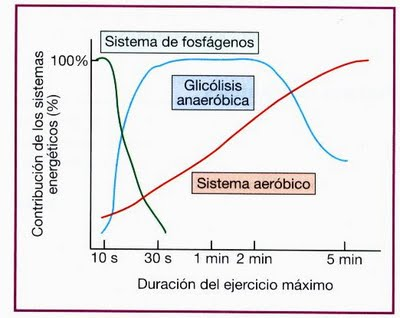 Sistema de fosfágenos
100%
Glicólisis
anaeróbica
Sistema aeróbico
Contribución de los sistemas
energéticos (%)
10 s
30 s
1 min
2 min
5 min
Duración del ejercicio máximo